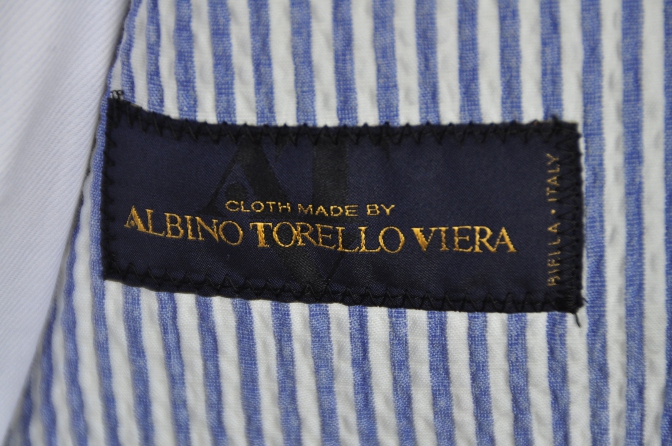 CLOTH MADE BY
ALBINO TORELLO VIERA
BIELLA · ITALY